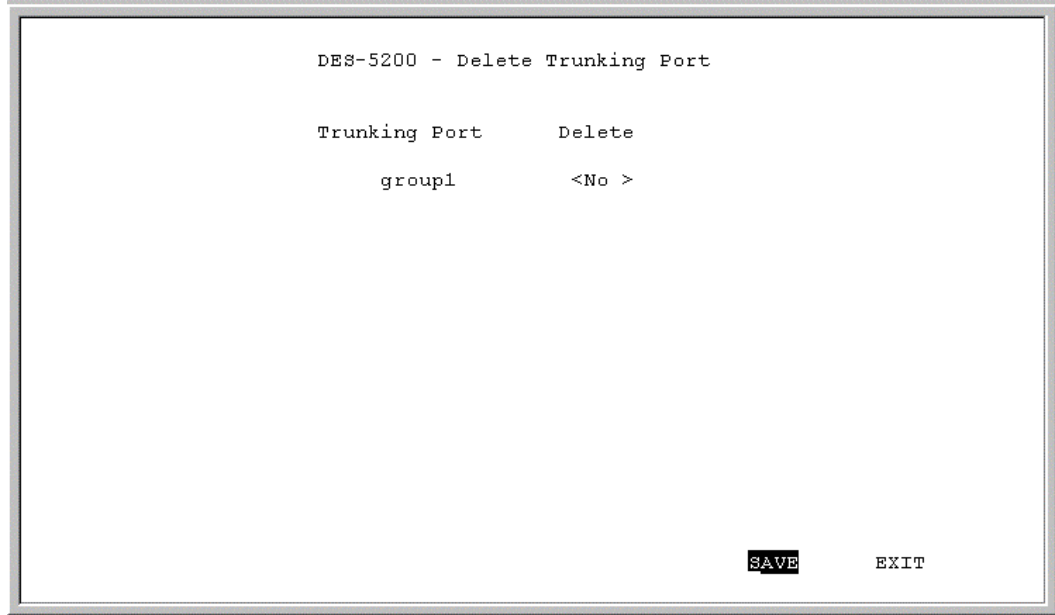 DES-5200 - Delete Trunking Port
Trunking Port Delete
group1 <No >
SAVE EXIT